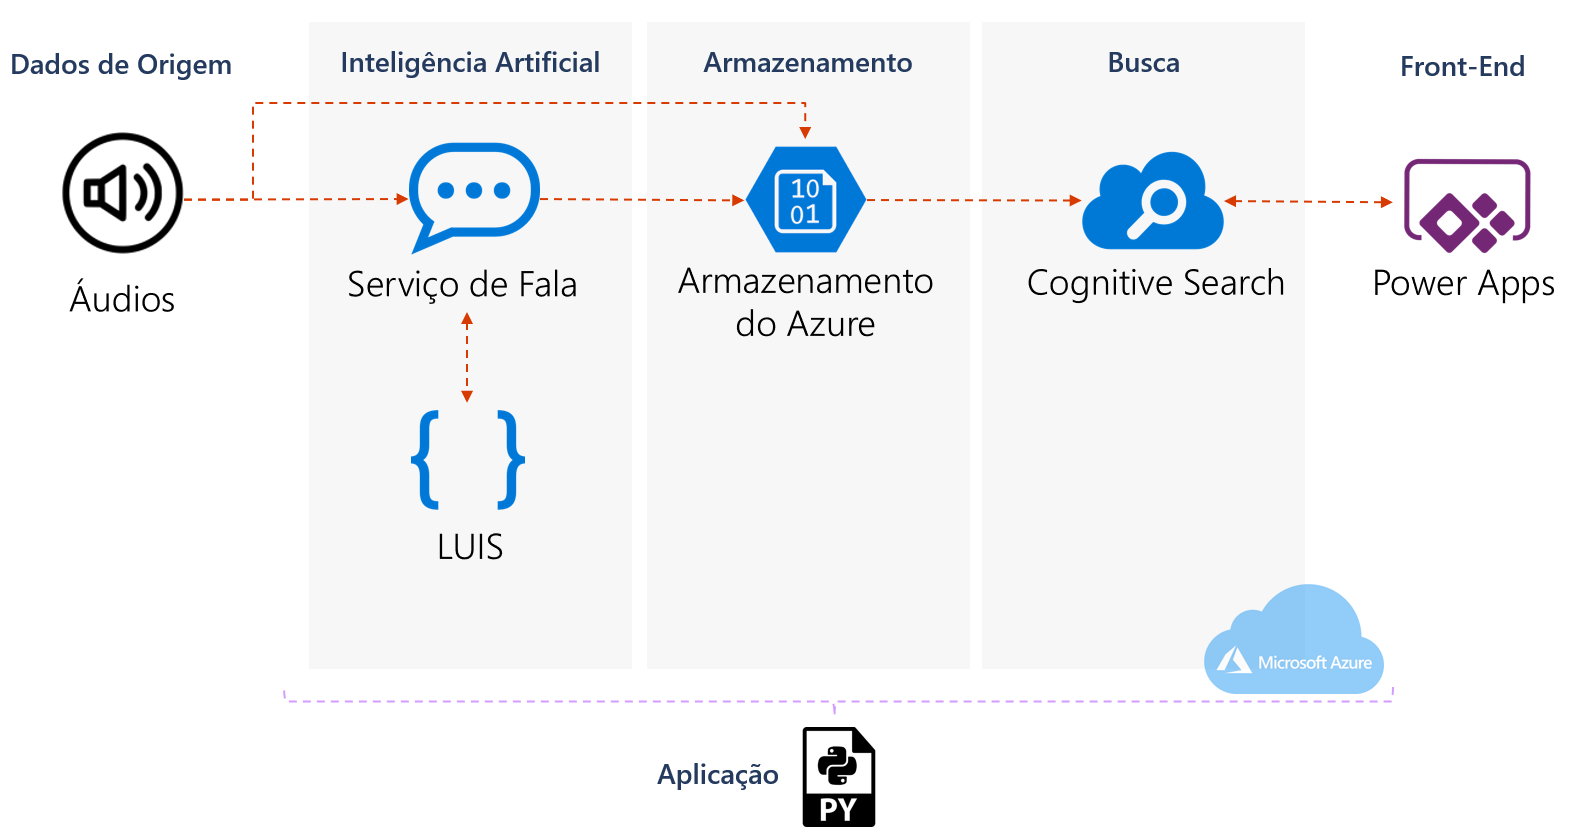 Dados de Origem
Inteligência Artificial
Armazenamento
Busca
Front-End
10
01
Áudios
Serviço de Fala
Armazenamento
do Azure
Cognitive Search
Power Apps
LUIS
Microsoft Azure
Aplicação
PY